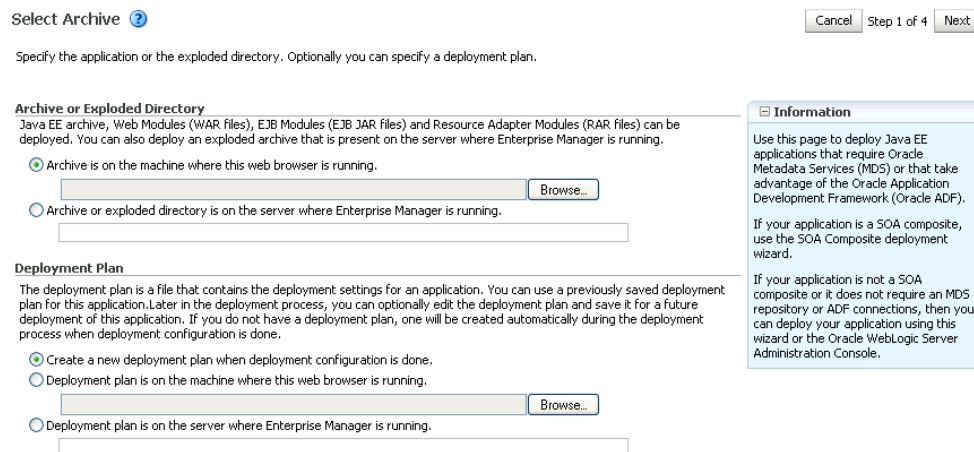 Select Archive ?
Cancel Step 1 of 4 Next
Specify the application or the exploded directory. Optionally you can specify a deployment plan.
Archive or Exploded Directory
Java EE archive, Web Modules (WAR files), EJB Modules (EJB JAR files) and Resource Adapter Modules (RAR files) can be
deployed. You can also deploy an exploded archive that is present on the server where Enterprise Manager is running.
Archive is on the machine where this web browser is running.
Browse...
Archive or exploded directory is on the server where Enterprise Manager is running.
Deployment Plan
The deployment plan is a file that contains the deployment settings for an application. You can use a previously saved deployment
plan for this application.Later in the deployment process, you can optionally edit the deployment plan and save it for a future
deployment of this application. If you do not have a deployment plan, one will be created automatically during the deployment
process when deployment configuration is done.
Create a new deployment plan when deployment configuration is done.
Deployment plan is on the machine where this web browser is running.
Browse...
Deployment plan is on the server where Enterprise Manager is running.
Information
Use this page to deploy Java EE
applications that require Oracle
Metadata Services (MDS) or that take
advantage of the Oracle Application
Development Framework (Oracle ADF).
If your application is a SOA composite,
use the SOA Composite deployment
wizard.
If your application is not a SOA
composite or it does not require an MDS
repository or ADF connections, then you
can deploy your application using this
wizard or the Oracle WebLogic Server
Administration Console.